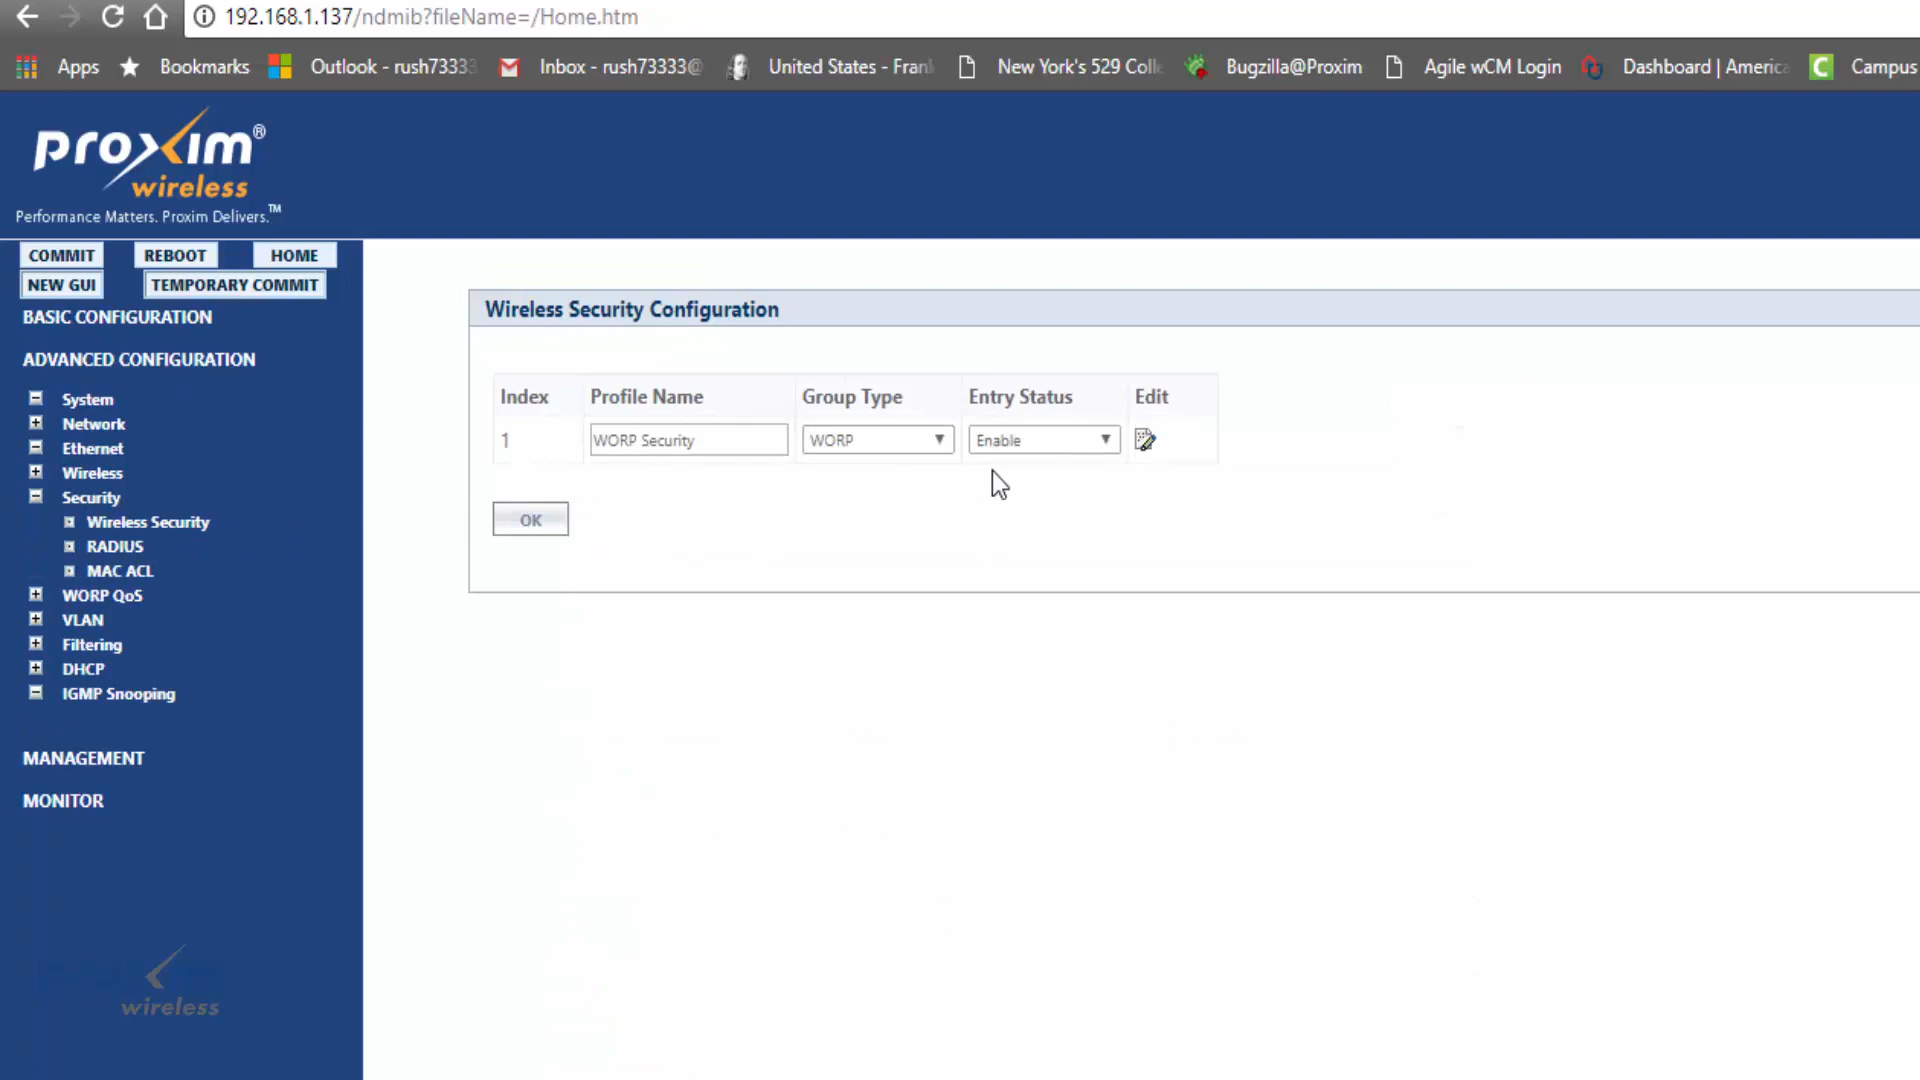 192.168.1.137/ndmib?fileName=/Home.htm
Apps Bookmarks Outlook - rush73333 Inbox - rush73333@ United States - Fran New York's 529 Colle Bugzilla@Proxim Agile wCM Login Dashboard | America C Campus
proxim®
wireless
Performance Matters. Proxim Delivers.™
COMMIT REBOOT HOME
NEW GUI TEMPORARY COMMIT
BASIC CONFIGURATION
ADVANCED CONFIGURATION
System
Network
Ethernet
Wireless
Security
Wireless Security
RADIUS
MAC ACL
WORP QoS
VLAN
Filtering
DHCP
IGMP Snooping
MANAGEMENT
MONITOR
wireless
Wireless Security Configuration
Index Profile Name Group Type Entry Status Edit
1 WORP Security WORP Enable
OK